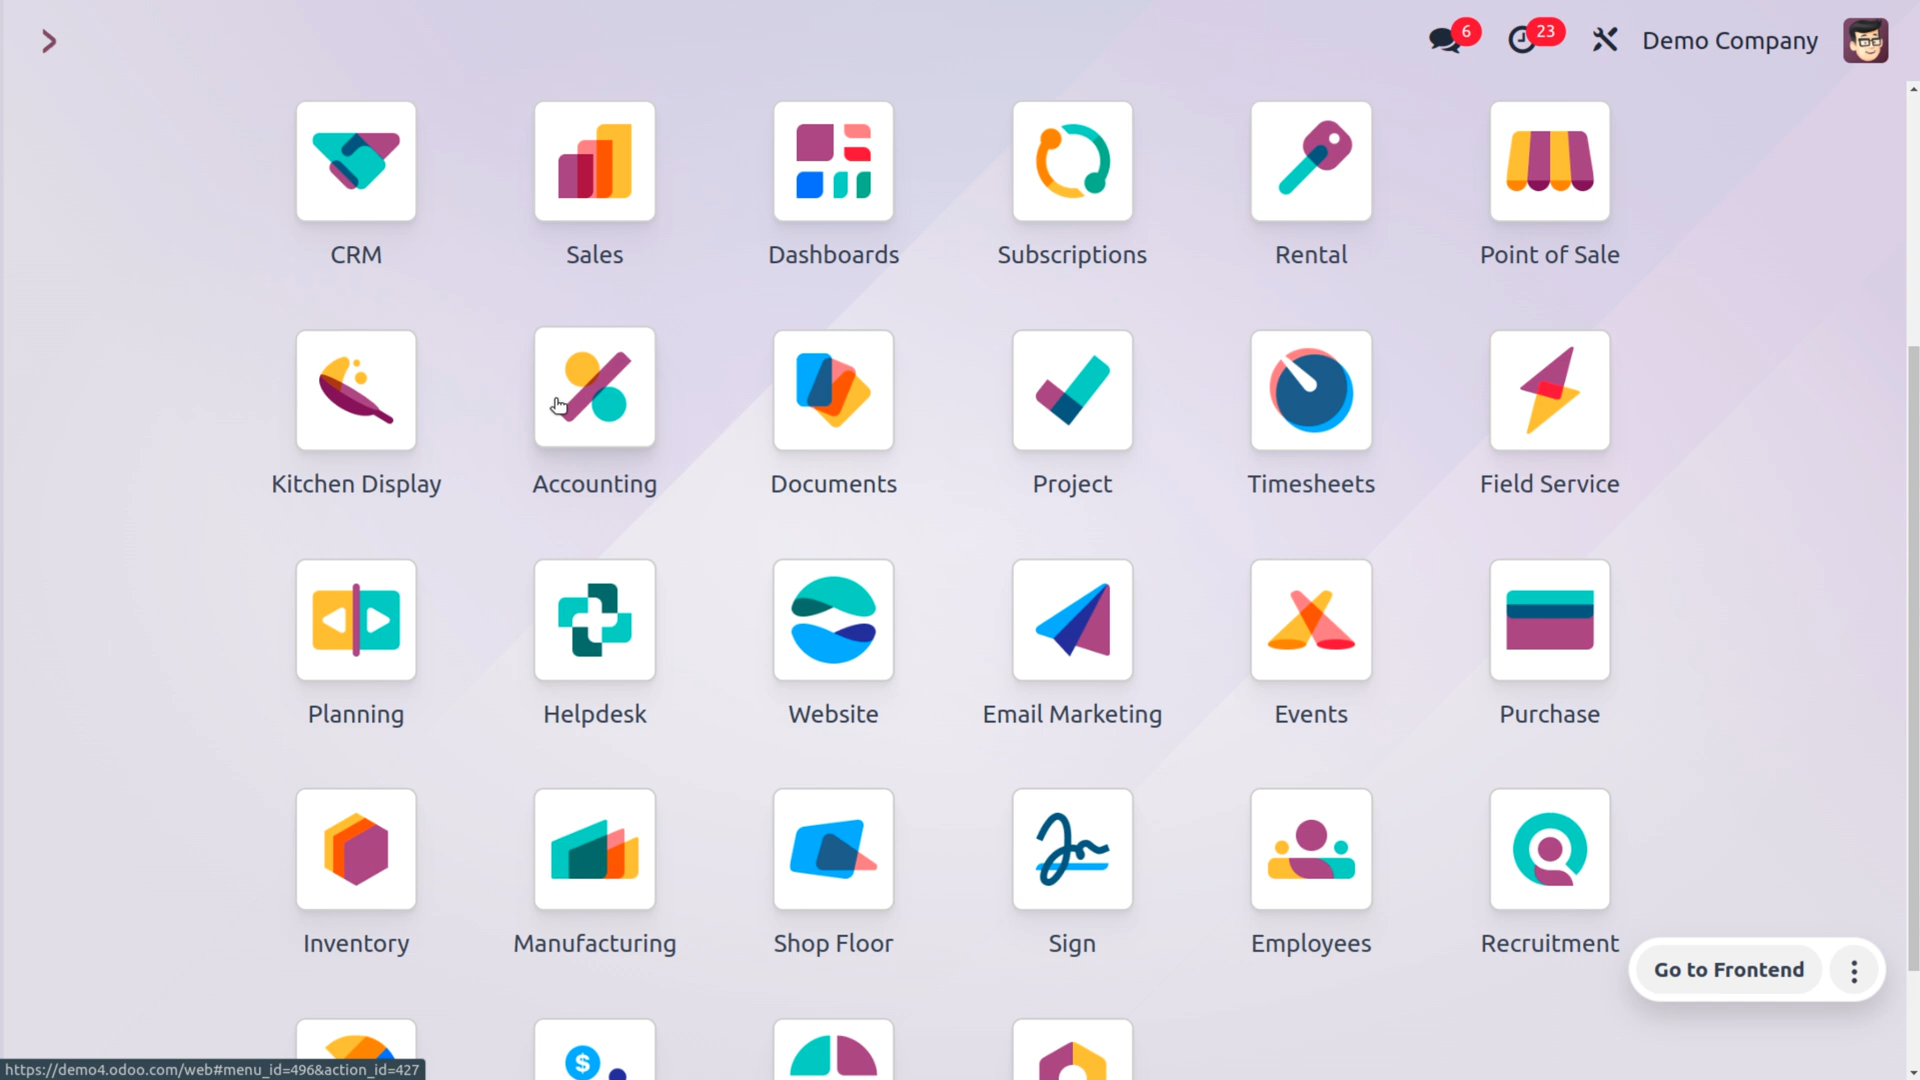 6
23
Demo Company
CRM
Sales
Dashboards
Subscriptions
Rental
Point of Sale
Kitchen Display
Accounting
Documents
Project
Timesheets
Field Service
Planning
Helpdesk
Website
Email Marketing
Events
Purchase
Inventory
Manufacturing
Shop Floor
Sign
Employees
Recruitment
Go to Frontend
$
https://demo4.odoo.com/web#menu_id=496&action_id=427